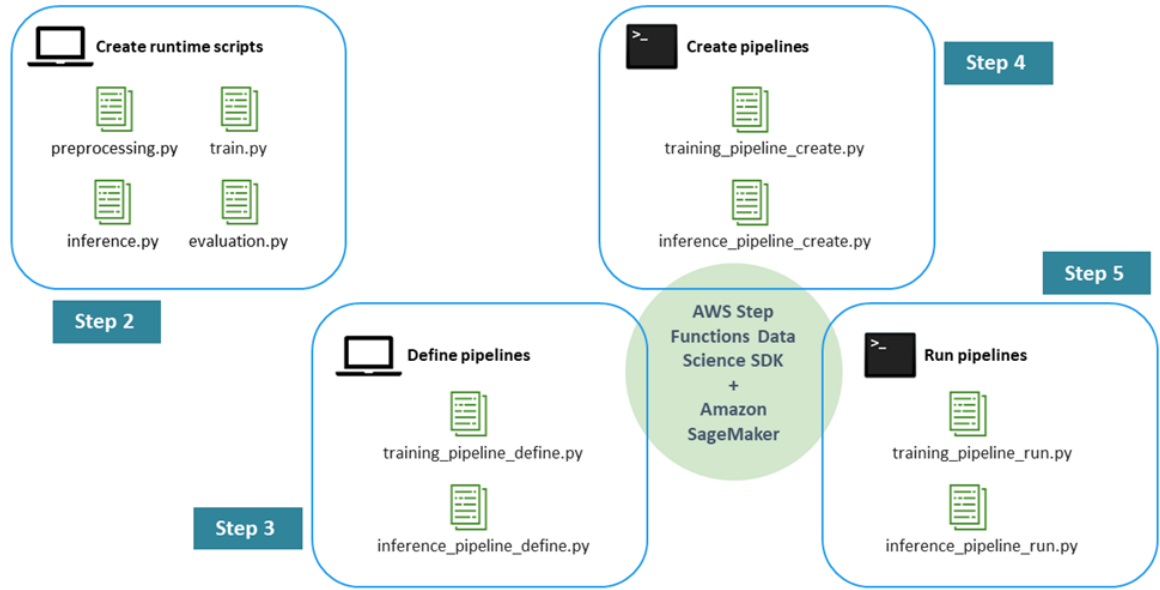 Create runtime scripts
preprocessing.py
train.py
inference.py
evaluation.py
Step 2
>_
Create pipelines
training_pipeline_create.py
inference_pipeline_create.py
Step 4
Define pipelines
training_pipeline_define.py
inference_pipeline_define.py
Step 3
AWS Step
Functions Data
Science SDK
+
Amazon
SageMaker
Step 5
>_
Run pipelines
training_pipeline_run.py
inference_pipeline_run.py